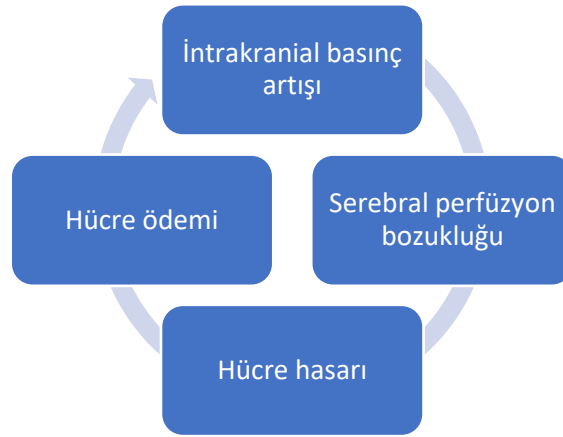 İntrakranial basınç
artışı
Serebral perfüzyon
bozukluğu
Hücre hasarı
Hücre ödemi